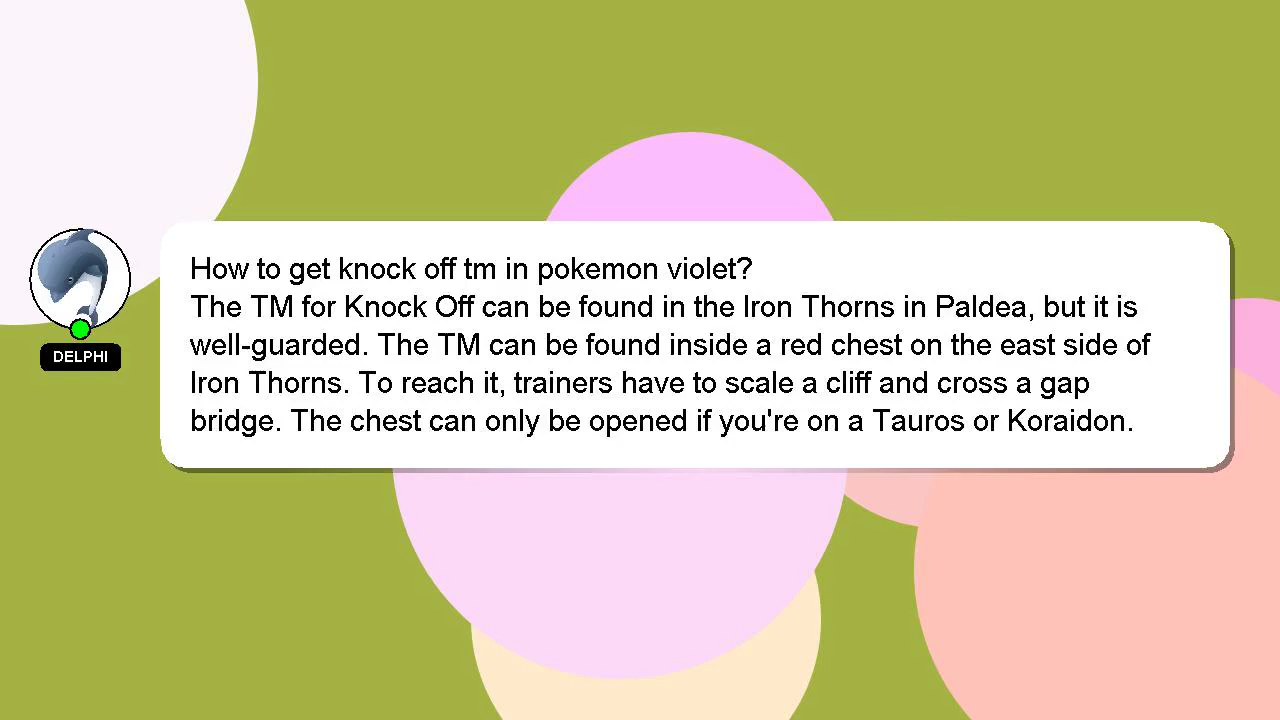 How to get knock off tm in pokemon violet?
The TM for Knock Off can be found in the Iron Thorns in Paldea, but it is
well-guarded. The TM can be found inside a red chest on the east side of
Iron Thorns. To reach it, trainers have to scale a cliff and cross a gap
bridge. The chest can only be opened if you're on a Tauros or Koraidon.
DELPHI